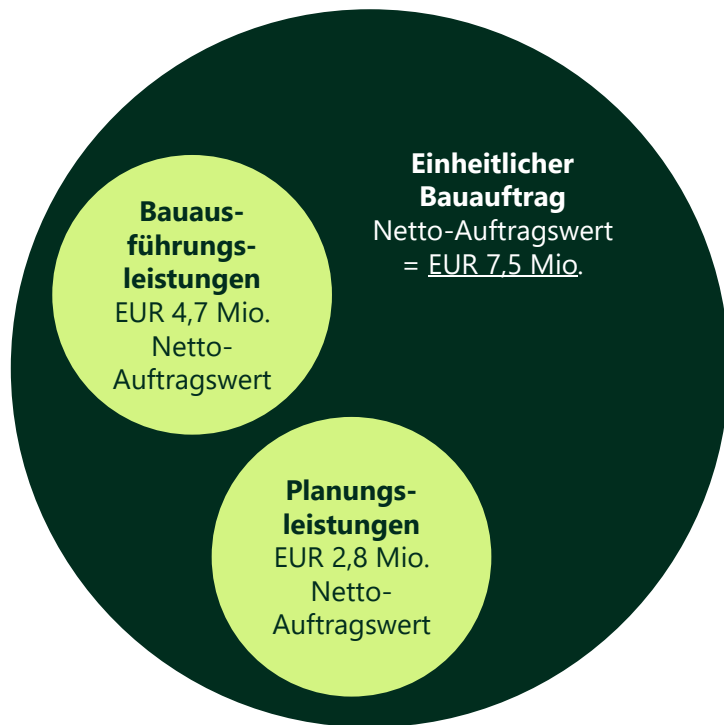 Einheitlicher
Bauauftrag
Netto-Auftragswert
= EUR 7,5 Mio.
Bauaus-
führungs-
leistungen
EUR 4,7 Mio.
Netto-
Auftragswert
Planungs-
leistungen
EUR 2,8 Mio.
Netto-
Auftragswert